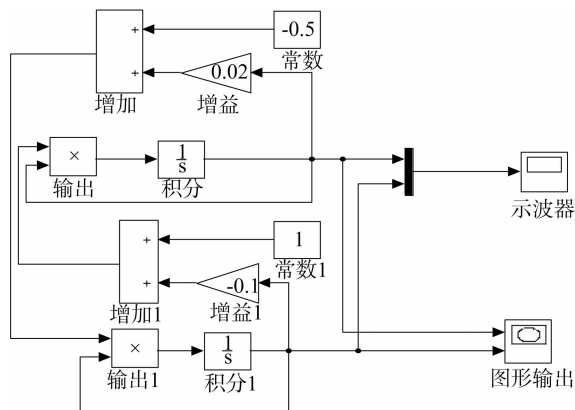 +
-0.5
常数
+
0.02
增加
增益
×
1
s
输出
积分
示波器
+
1
常数1
+
-0.1
增加1
增益1
×
1
s
输出1
积分1
图形输出